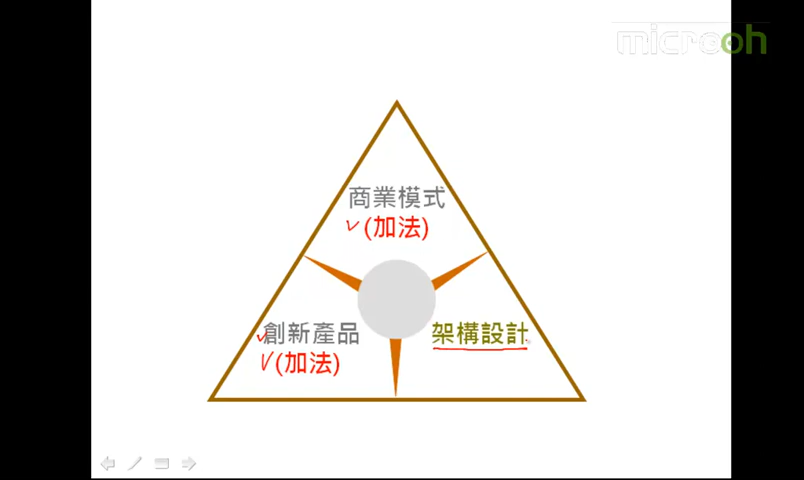 microoh
商業模式
(加法)
創新產品
架構設計
(加法)